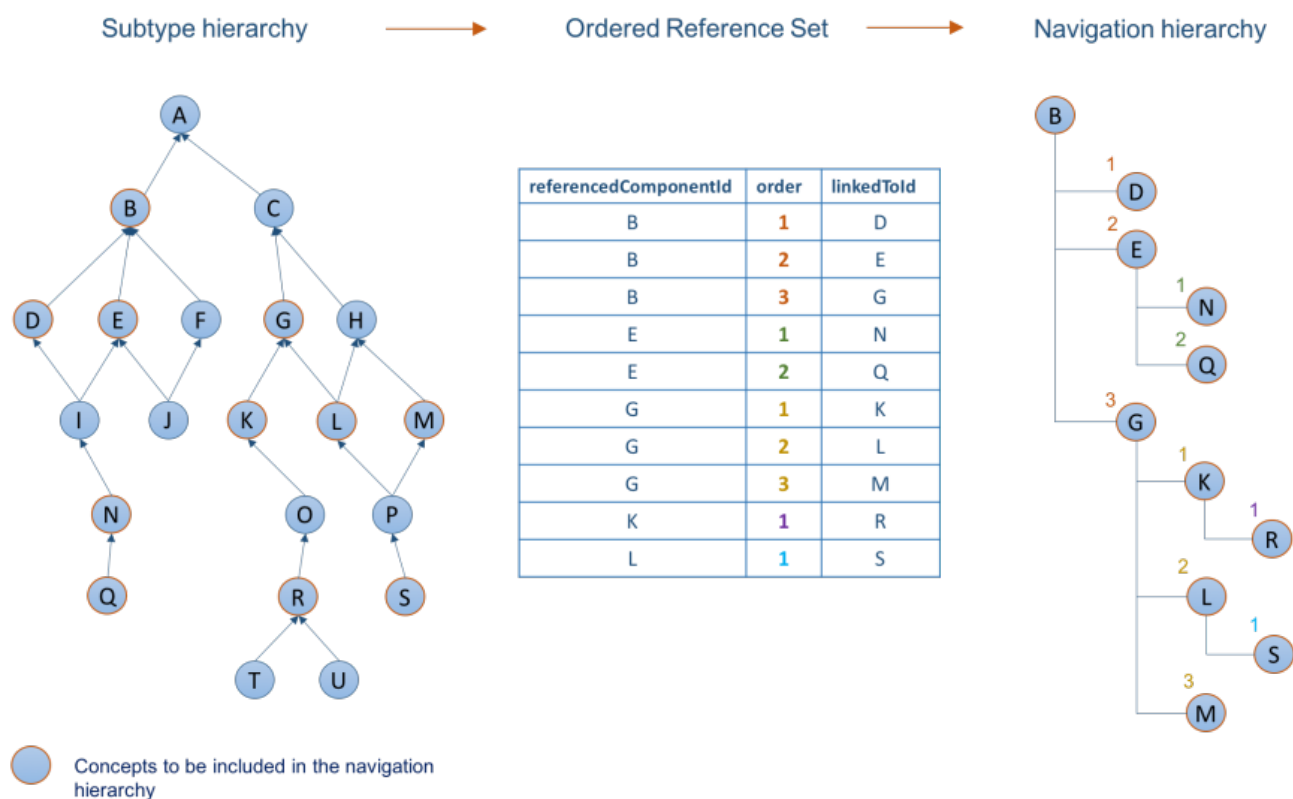 Subtype hierarchy
Ordered Reference Set
Navigation hierarchy
A
B
C
D
E
F
G
H
I
J
K
L
M
N
O
P
Q
R
S
T
U
Concepts to be included in the navigation
hierarchy
referencedComponentId order linkedToId
B 1 D
B 2 E
B 3 G
E 1 N
E 2 Q
G 1 K
G 2 L
G 3 M
K 1 R
L 1 S
B
1
D
2
E
1
N
2
Q
3
G
1
K
1
R
2
L
1
S
3
M